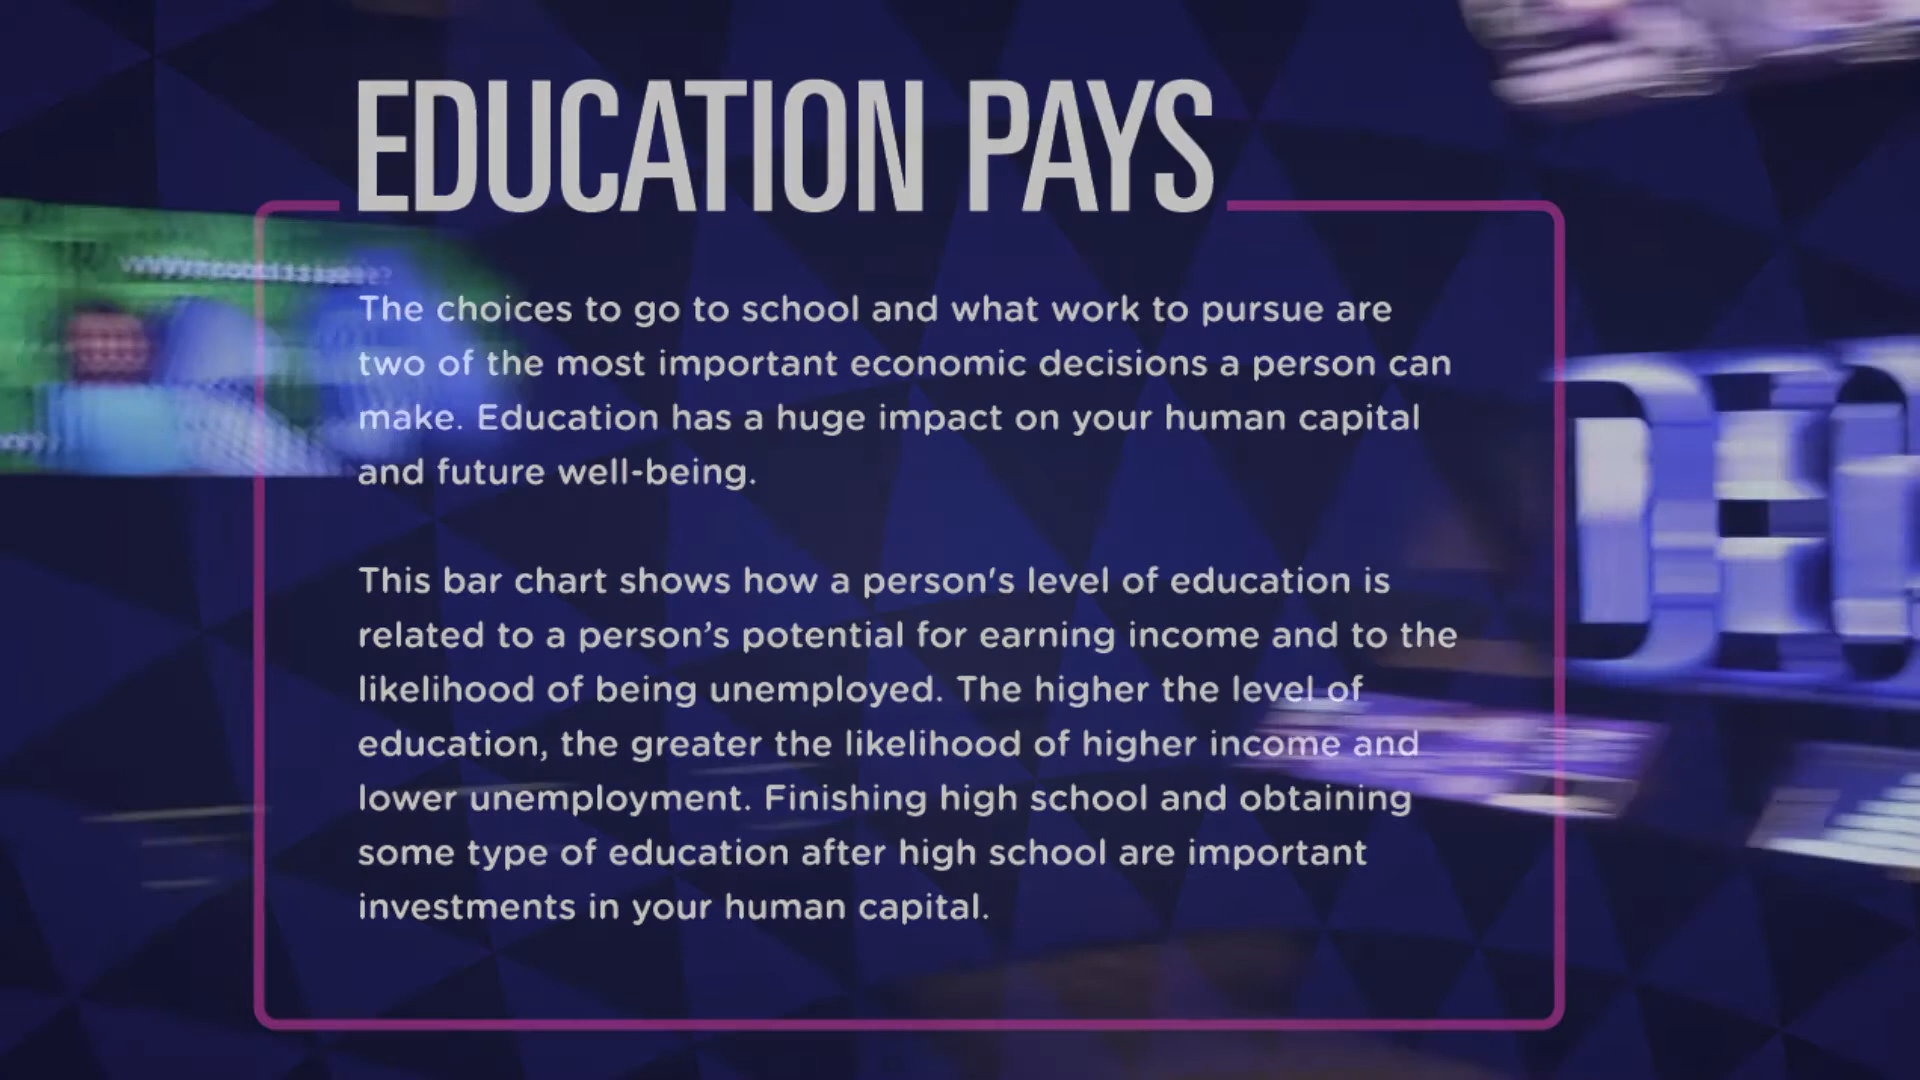 EDUCATION PAYS
The choices to go to school and what work to pursue are
two of the most important economic decisions a person can
make. Education has a huge impact on your human capital
and future well-being.
This bar chart shows how a person's level of education is
related to a person’s potential for earning income and to the
likelihood of being unemployed. The higher the level of
education, the greater the likelihood of higher income and
lower unemployment. Finishing high school and obtaining
some type of education after high school are important
investments in your human capital.